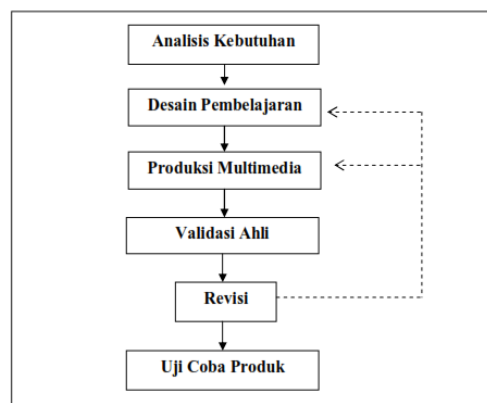 Analisis Kebutuhan
Desain Pembelajaran
Produksi Multimedia
Validasi Ahli
Revisi
Uji Coba Produk